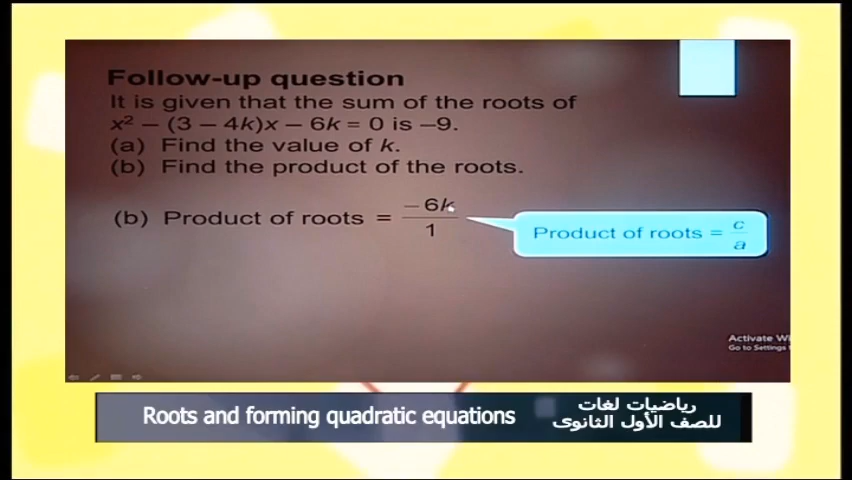 Follow-up question
It is given that the sum of the roots of
x² – (3 – 4k)x – 6k = 0 is –9.
(a) Find the value of k.
(b) Find the product of the roots.
(b) Product of roots = –6k / 1
Product of roots = c / a
Activate Wi
Go to Settings
Roots and forming quadratic equations
رياضيات لغات
للصف الأول الثانوى